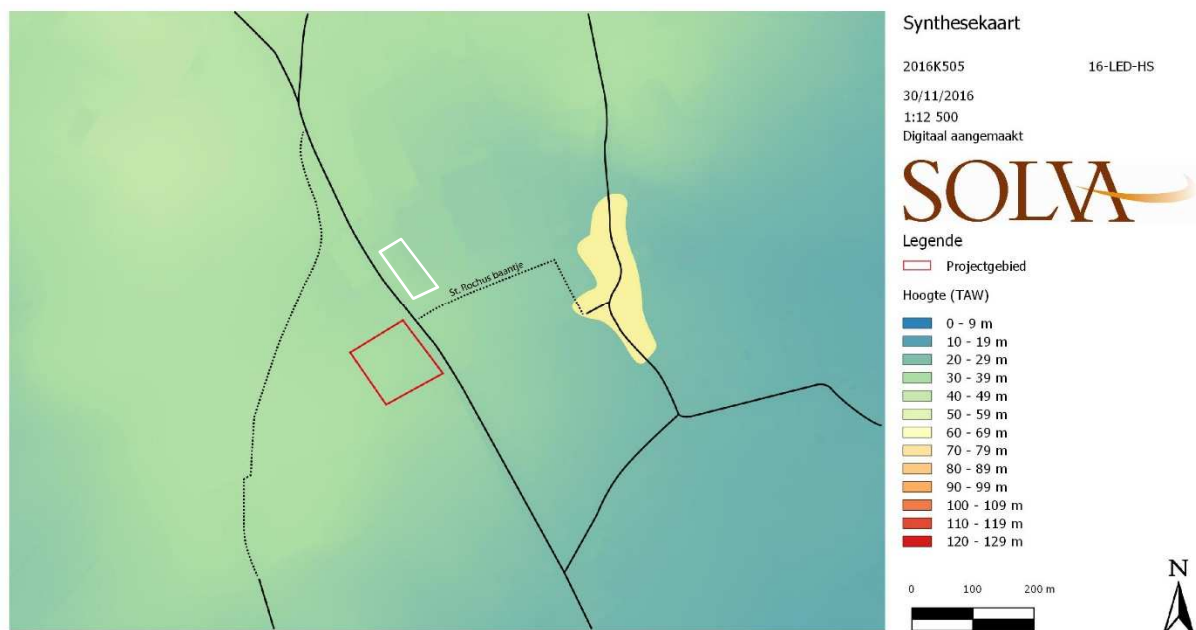 Synthesekaart
2016K505 16-LED-HS
30/11/2016
1:12 500
Digitaal aangemaakt
SOLVA
Legende
Projectgebied
Hoogte (TAW)
0 - 9 m
10 - 19 m
20 - 29 m
30 - 39 m
40 - 49 m
50 - 59 m
60 - 69 m
70 - 79 m
80 - 89 m
90 - 99 m
100 - 109 m
110 - 119 m
120 - 129 m
0 100 200 m
N
St. Rochus baantje